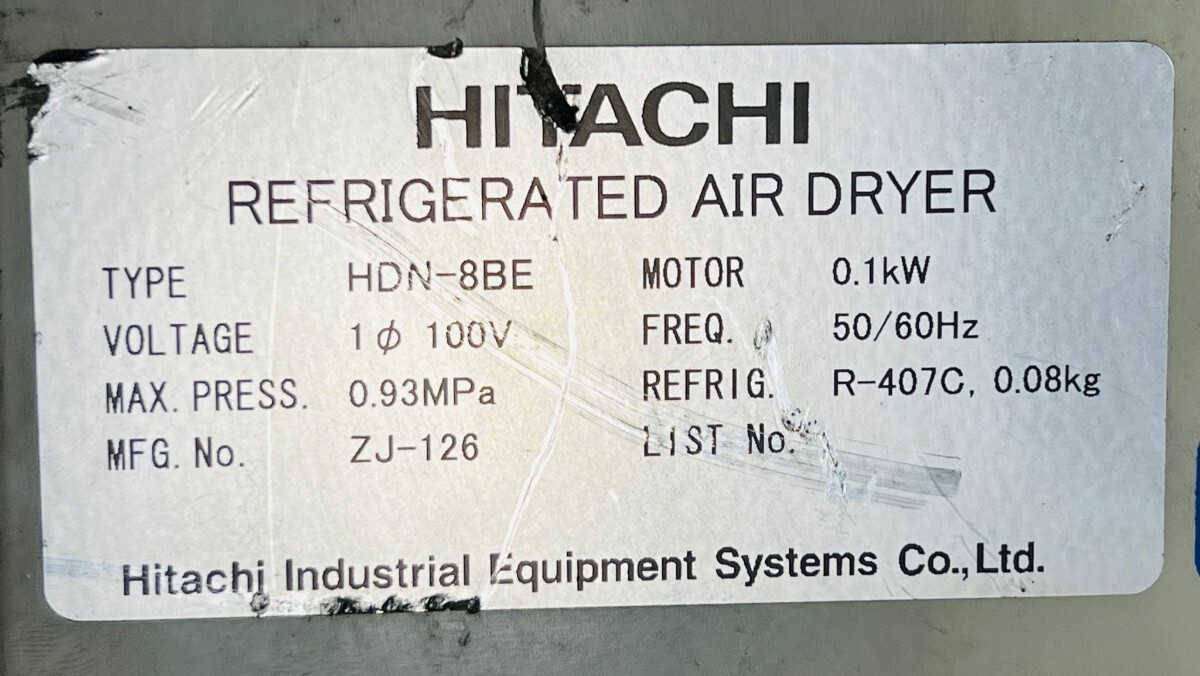 HITACHI
REFRIGERATED AIR DRYER
TYPE HDN-8BE MOTOR 0.1kW
VOLTAGE 1φ 100V FREQ. 50/60Hz
MAX. PRESS. 0.93MPa REFRIG. R-407C, 0.08kg
MFG. No. ZJ-126 LIST No.
Hitachi Industrial Equipment Systems Co.,Ltd.